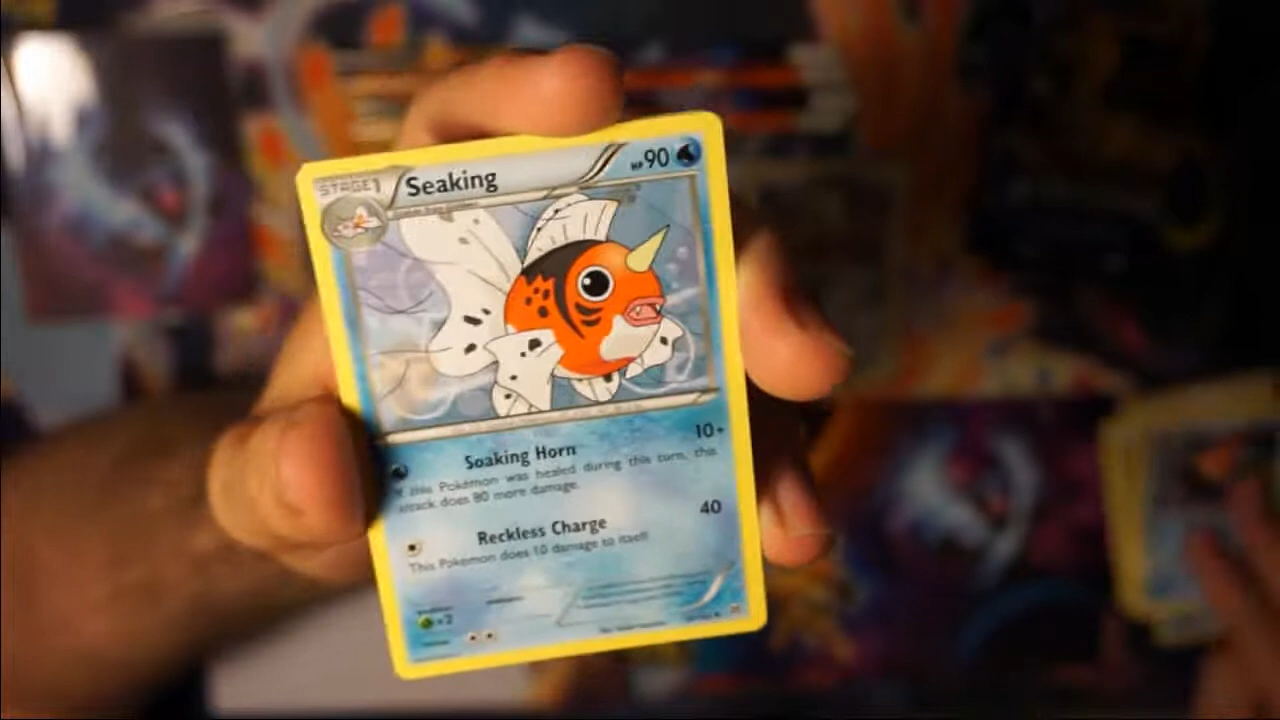 STAGE1
Seaking
HP90
Soaking Horn 10+
If this Pokémon was healed during this turn, this
attack does 80 more damage.
Reckless Charge 40
This Pokémon does 10 damage to itself.
×2